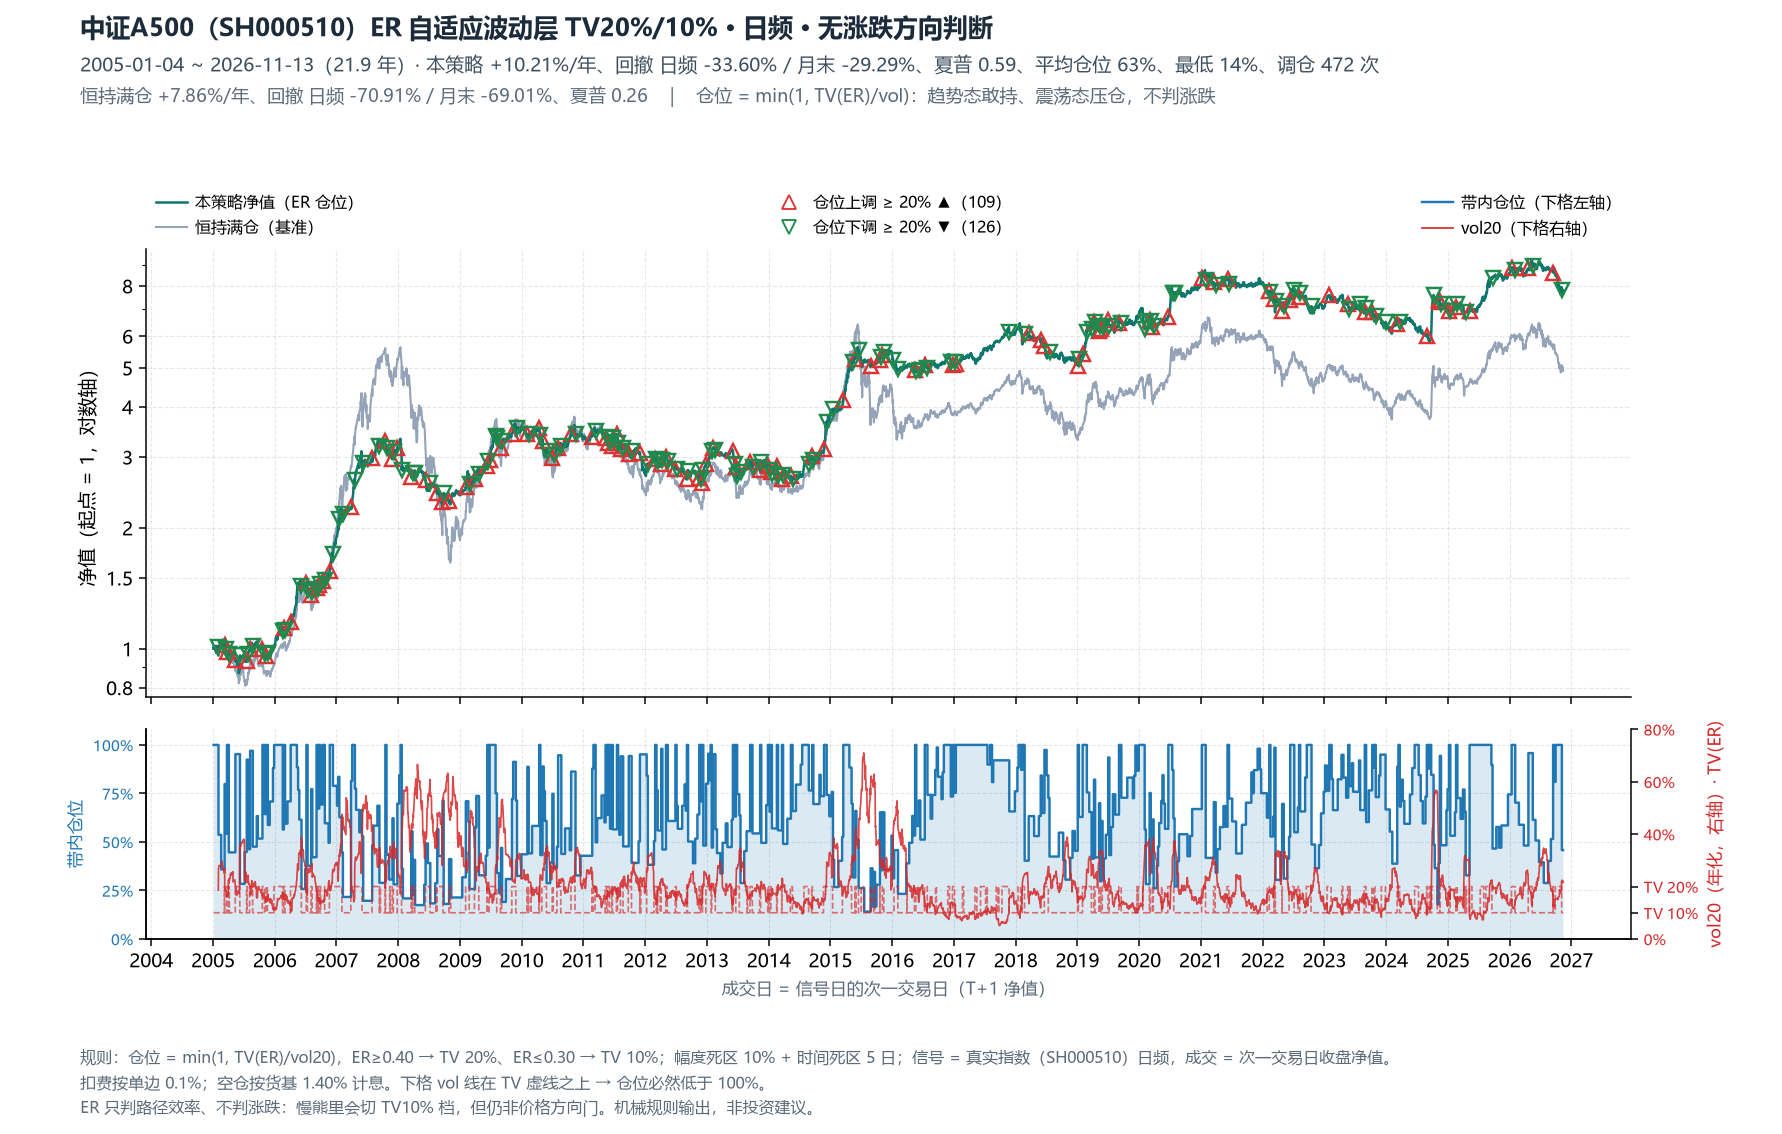 中证A500（SH000510）ER 自适应波动层 TV20%/10% • 日频 • 无涨跌方向判断
2005-01-04 ~ 2026-11-13（21.9 年）· 本策略 +10.21%/年、回撤 日频 -33.60% / 月末 -29.29%、夏普 0.59、平均仓位 63%、最低 14%、调仓 472 次
恒持满仓 +7.86%/年、回撤 日频 -70.91% / 月末 -69.01%、夏普 0.26 | 仓位 = min(1, TV(ER)/vol)：趋势态敢持、震荡态压仓，不判涨跌
本策略净值（ER 仓位）
恒持满仓（基准）
仓位上调 ≥ 20% ▲（109）
仓位下调 ≥ 20% ▼（126）
带内仓位（下格左轴）
vol20（下格右轴）
净值（起点 = 1，对数轴）
8
6
5
4
3
2
1.5
1
0.8
带内仓位
100%
75%
50%
25%
0%
80%
60%
40%
TV 20%
TV 10%
0%
vol20（年化，右轴）· TV(ER)
2004 2005 2006 2007 2008 2009 2010 2011 2012 2013 2014 2015 2016 2017 2018 2019 2020 2021 2022 2023 2024 2025 2026 2027
成交日 = 信号日的次一交易日（T+1 净值）
规则：仓位 = min(1, TV(ER)/vol20)，ER≥0.40 → TV 20%、ER≤0.30 → TV 10%；幅度死区 10% + 时间死区 5 日；信号 = 真实指数（SH000510）日频，成交 = 次一交易日收盘净值。
扣费按单边 0.1%；空仓按货基 1.40% 计息。下格 vol 线在 TV 虚线之上 → 仓位必然低于 100%。
ER 只判路径效率、不判涨跌：慢熊里会切 TV10% 档，但仍非价格方向门。机械规则输出，非投资建议。